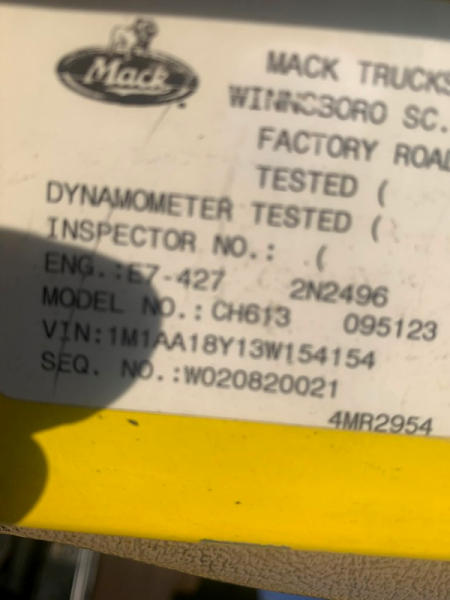 Mack
MACK TRUCKS
WINNSBORO SC.
FACTORY ROAD
TESTED (
DYNAMOMETER TESTED (
INSPECTOR NO.: (
ENG.:E7-427 2N2496
MODEL NO.:CH613 095123
VIN:1M1AA18Y13W154154
SEQ. NO.:W020820021
4MR2954